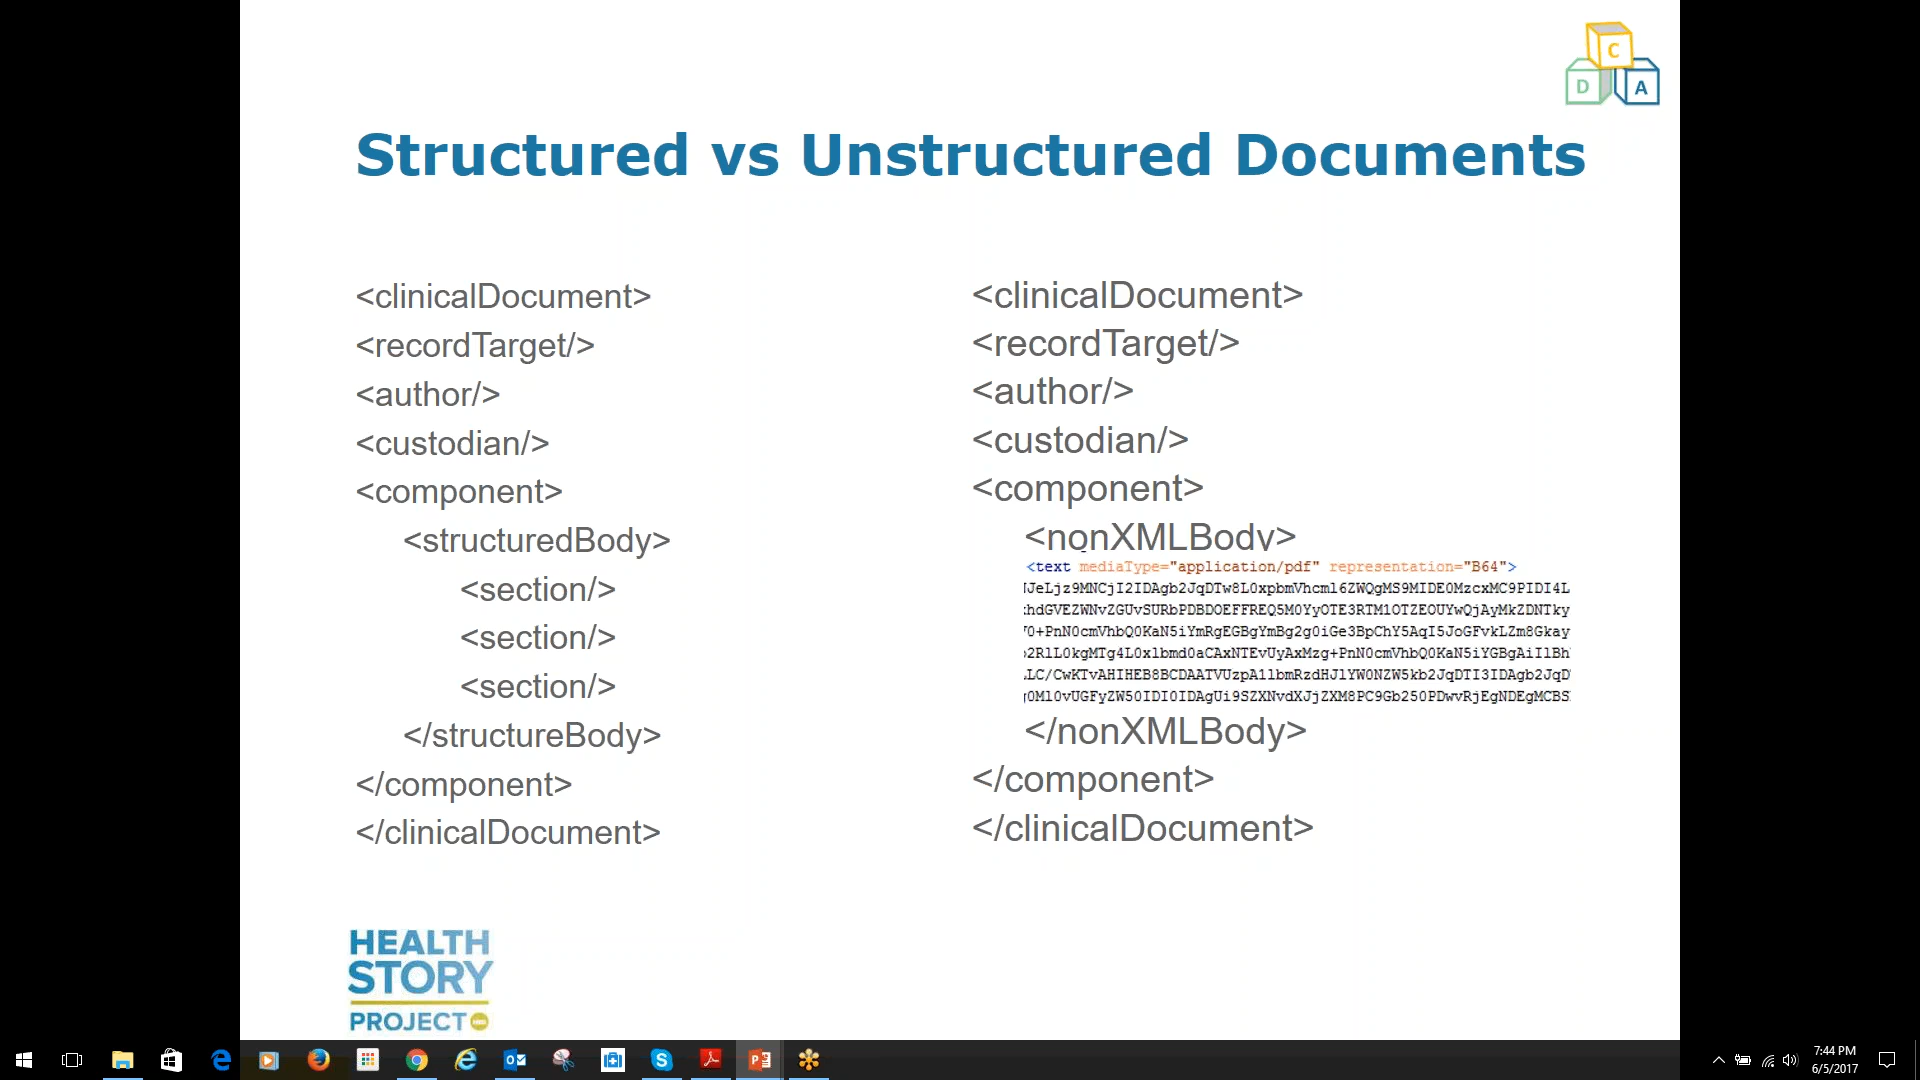 C
D A
Structured vs Unstructured Documents
<clinicalDocument>
<recordTarget/>
<author/>
<custodian/>
<component>
<structuredBody>
<section/>
<section/>
<section/>
</structureBody>
</component>
</clinicalDocument>
<clinicalDocument>
<recordTarget/>
<author/>
<custodian/>
<component>
<nonXMLBody>
<text mediaType="application/pdf" representation="B64">
</nonXMLBody>
</component>
</clinicalDocument>
HEALTH
STORY
PROJECT
7:44 PM
6/5/2017